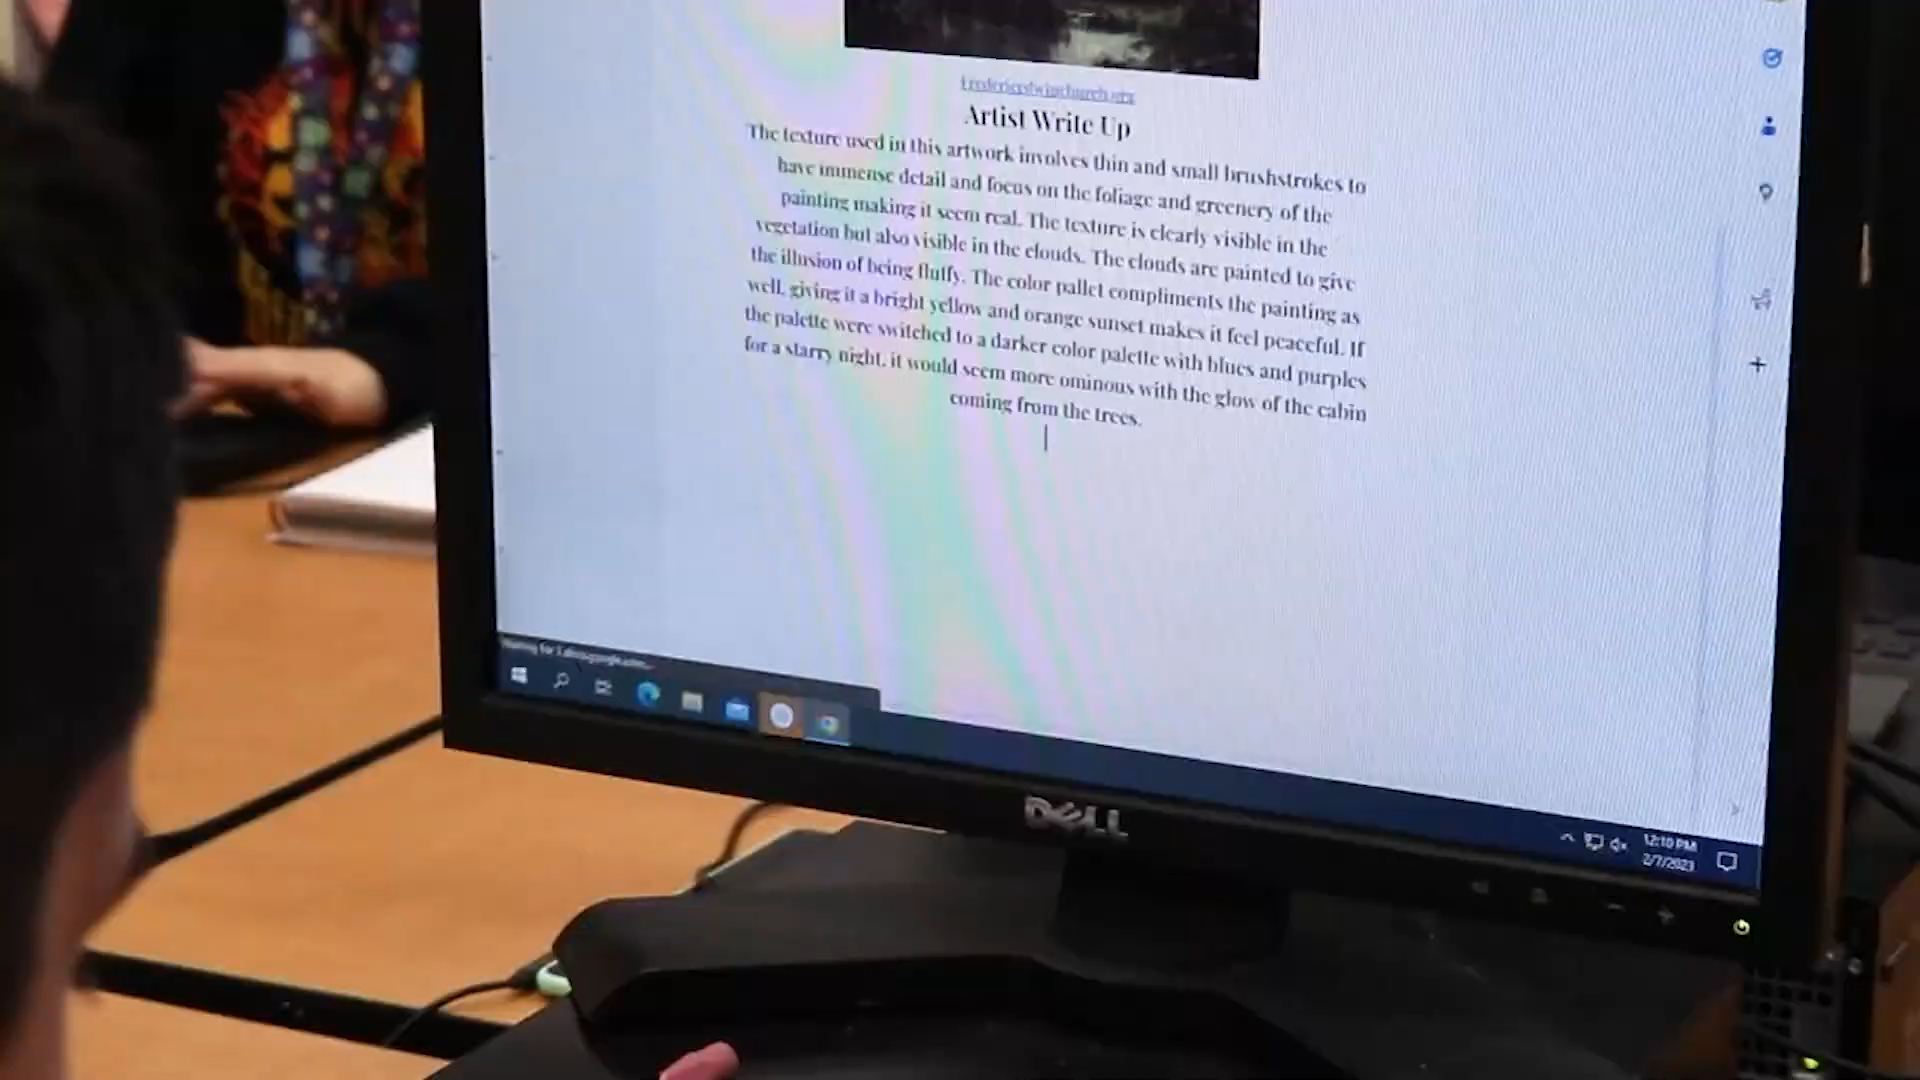 Fredericedwinchurch.org
Artist Write Up
The texture used in this artwork involves thin and small brushstrokes to
have immense detail and focus on the foliage and greenery of the
painting making it seem real. The texture is clearly visible in the
vegetation but also visible in the clouds. The clouds are painted to give
the illusion of being fluffy. The color pallet compliments the painting as
well, giving it a bright yellow and orange sunset makes it feel peaceful. If
the palette were switched to a darker color palette with blues and purples
for a starry night, it would seem more ominous with the glow of the cabin
coming from the trees.
12:10 PM
2/7/2023
DELL